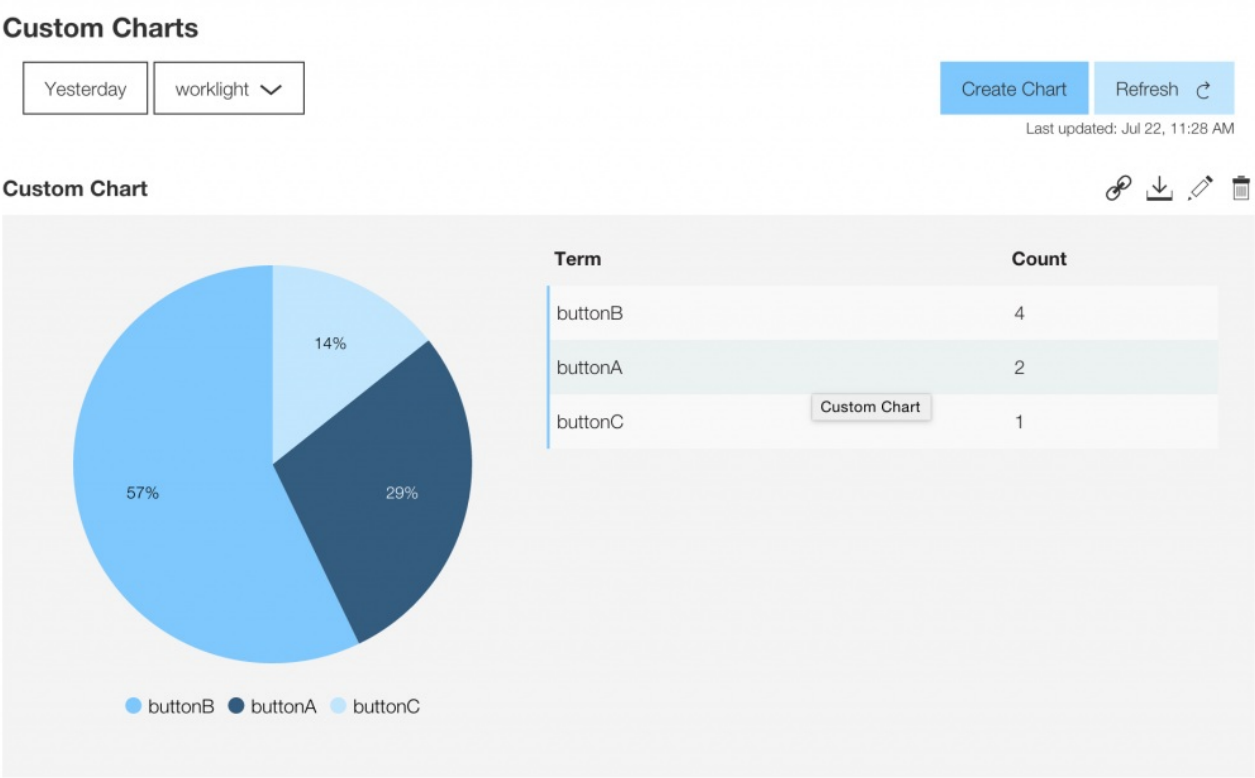 Custom Charts
Yesterday worklight Create Chart Refresh
Last updated: Jul 22, 11:28 AM
Custom Chart
Term Count
buttonB 4
buttonA 2
Custom Chart
buttonC 1
14%
57% 29%
buttonB buttonA buttonC